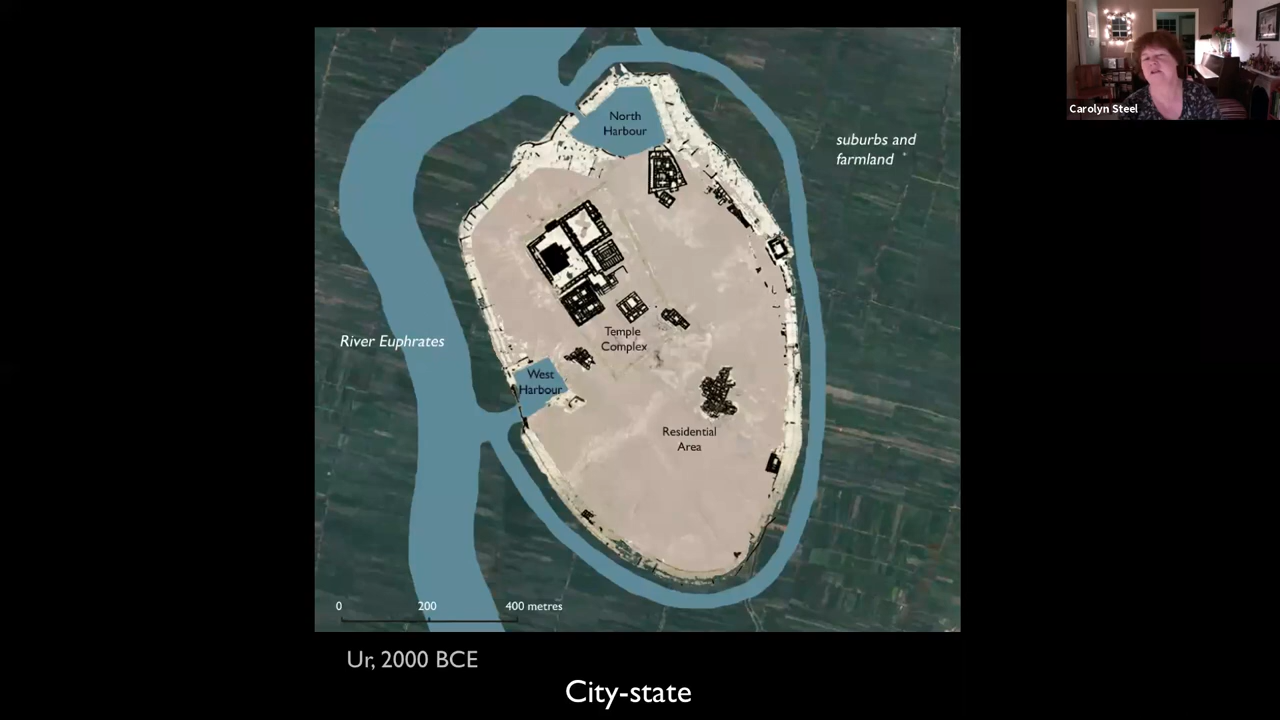 Carolyn Steel
North
Harbour
suburbs and
farmland
River Euphrates
Temple
Complex
West
Harbour
Residential
Area
0 200 400 metres
Ur, 2000 BCE
City-state